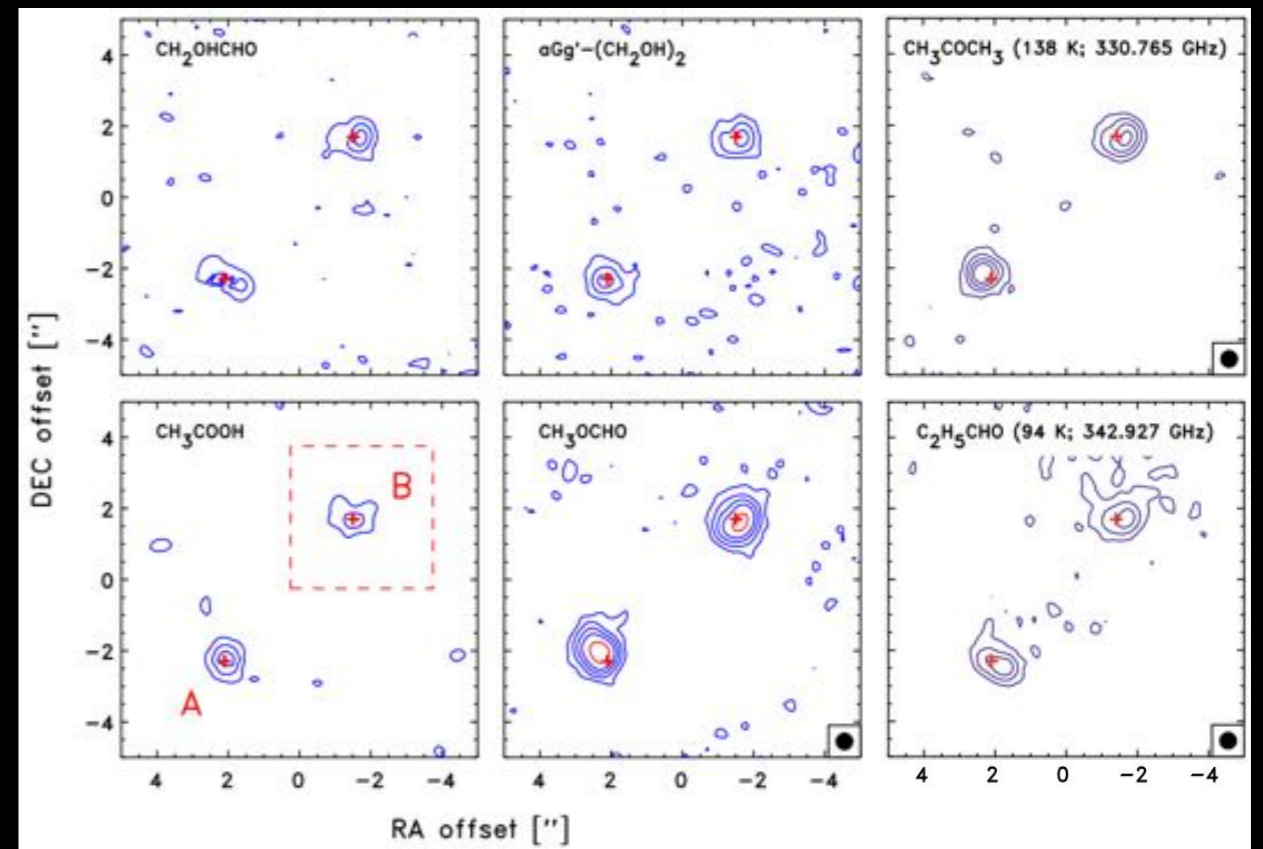 CH2OHCHO
aGg'-(CH2OH)2
CH3COCH3 (138 K; 330.765 GHz)
4
2
0
-2
-4
CH3COOH
CH3OCHO
C2H5CHO (94 K; 342.927 GHz)
B
A
4
2
0
-2
-4
DEC offset ["]
4 2 0 -2 -4
4 2 0 -2 -4
4 2 0 -2 -4
RA offset ["]